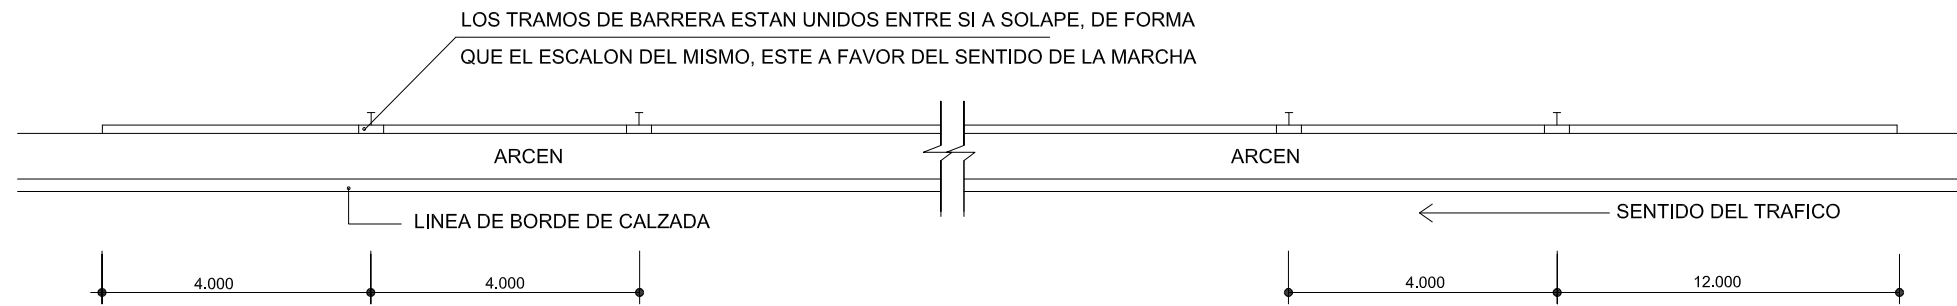 LOS TRAMOS DE BARRERA ESTAN UNIDOS ENTRE SI A SOLAPE, DE FORMA
QUE EL ESCALON DEL MISMO, ESTE A FAVOR DEL SENTIDO DE LA MARCHA
ARCEN
ARCEN
LINEA DE BORDE DE CALZADA
SENTIDO DEL TRAFICO
4.000
4.000
4.000
12.000